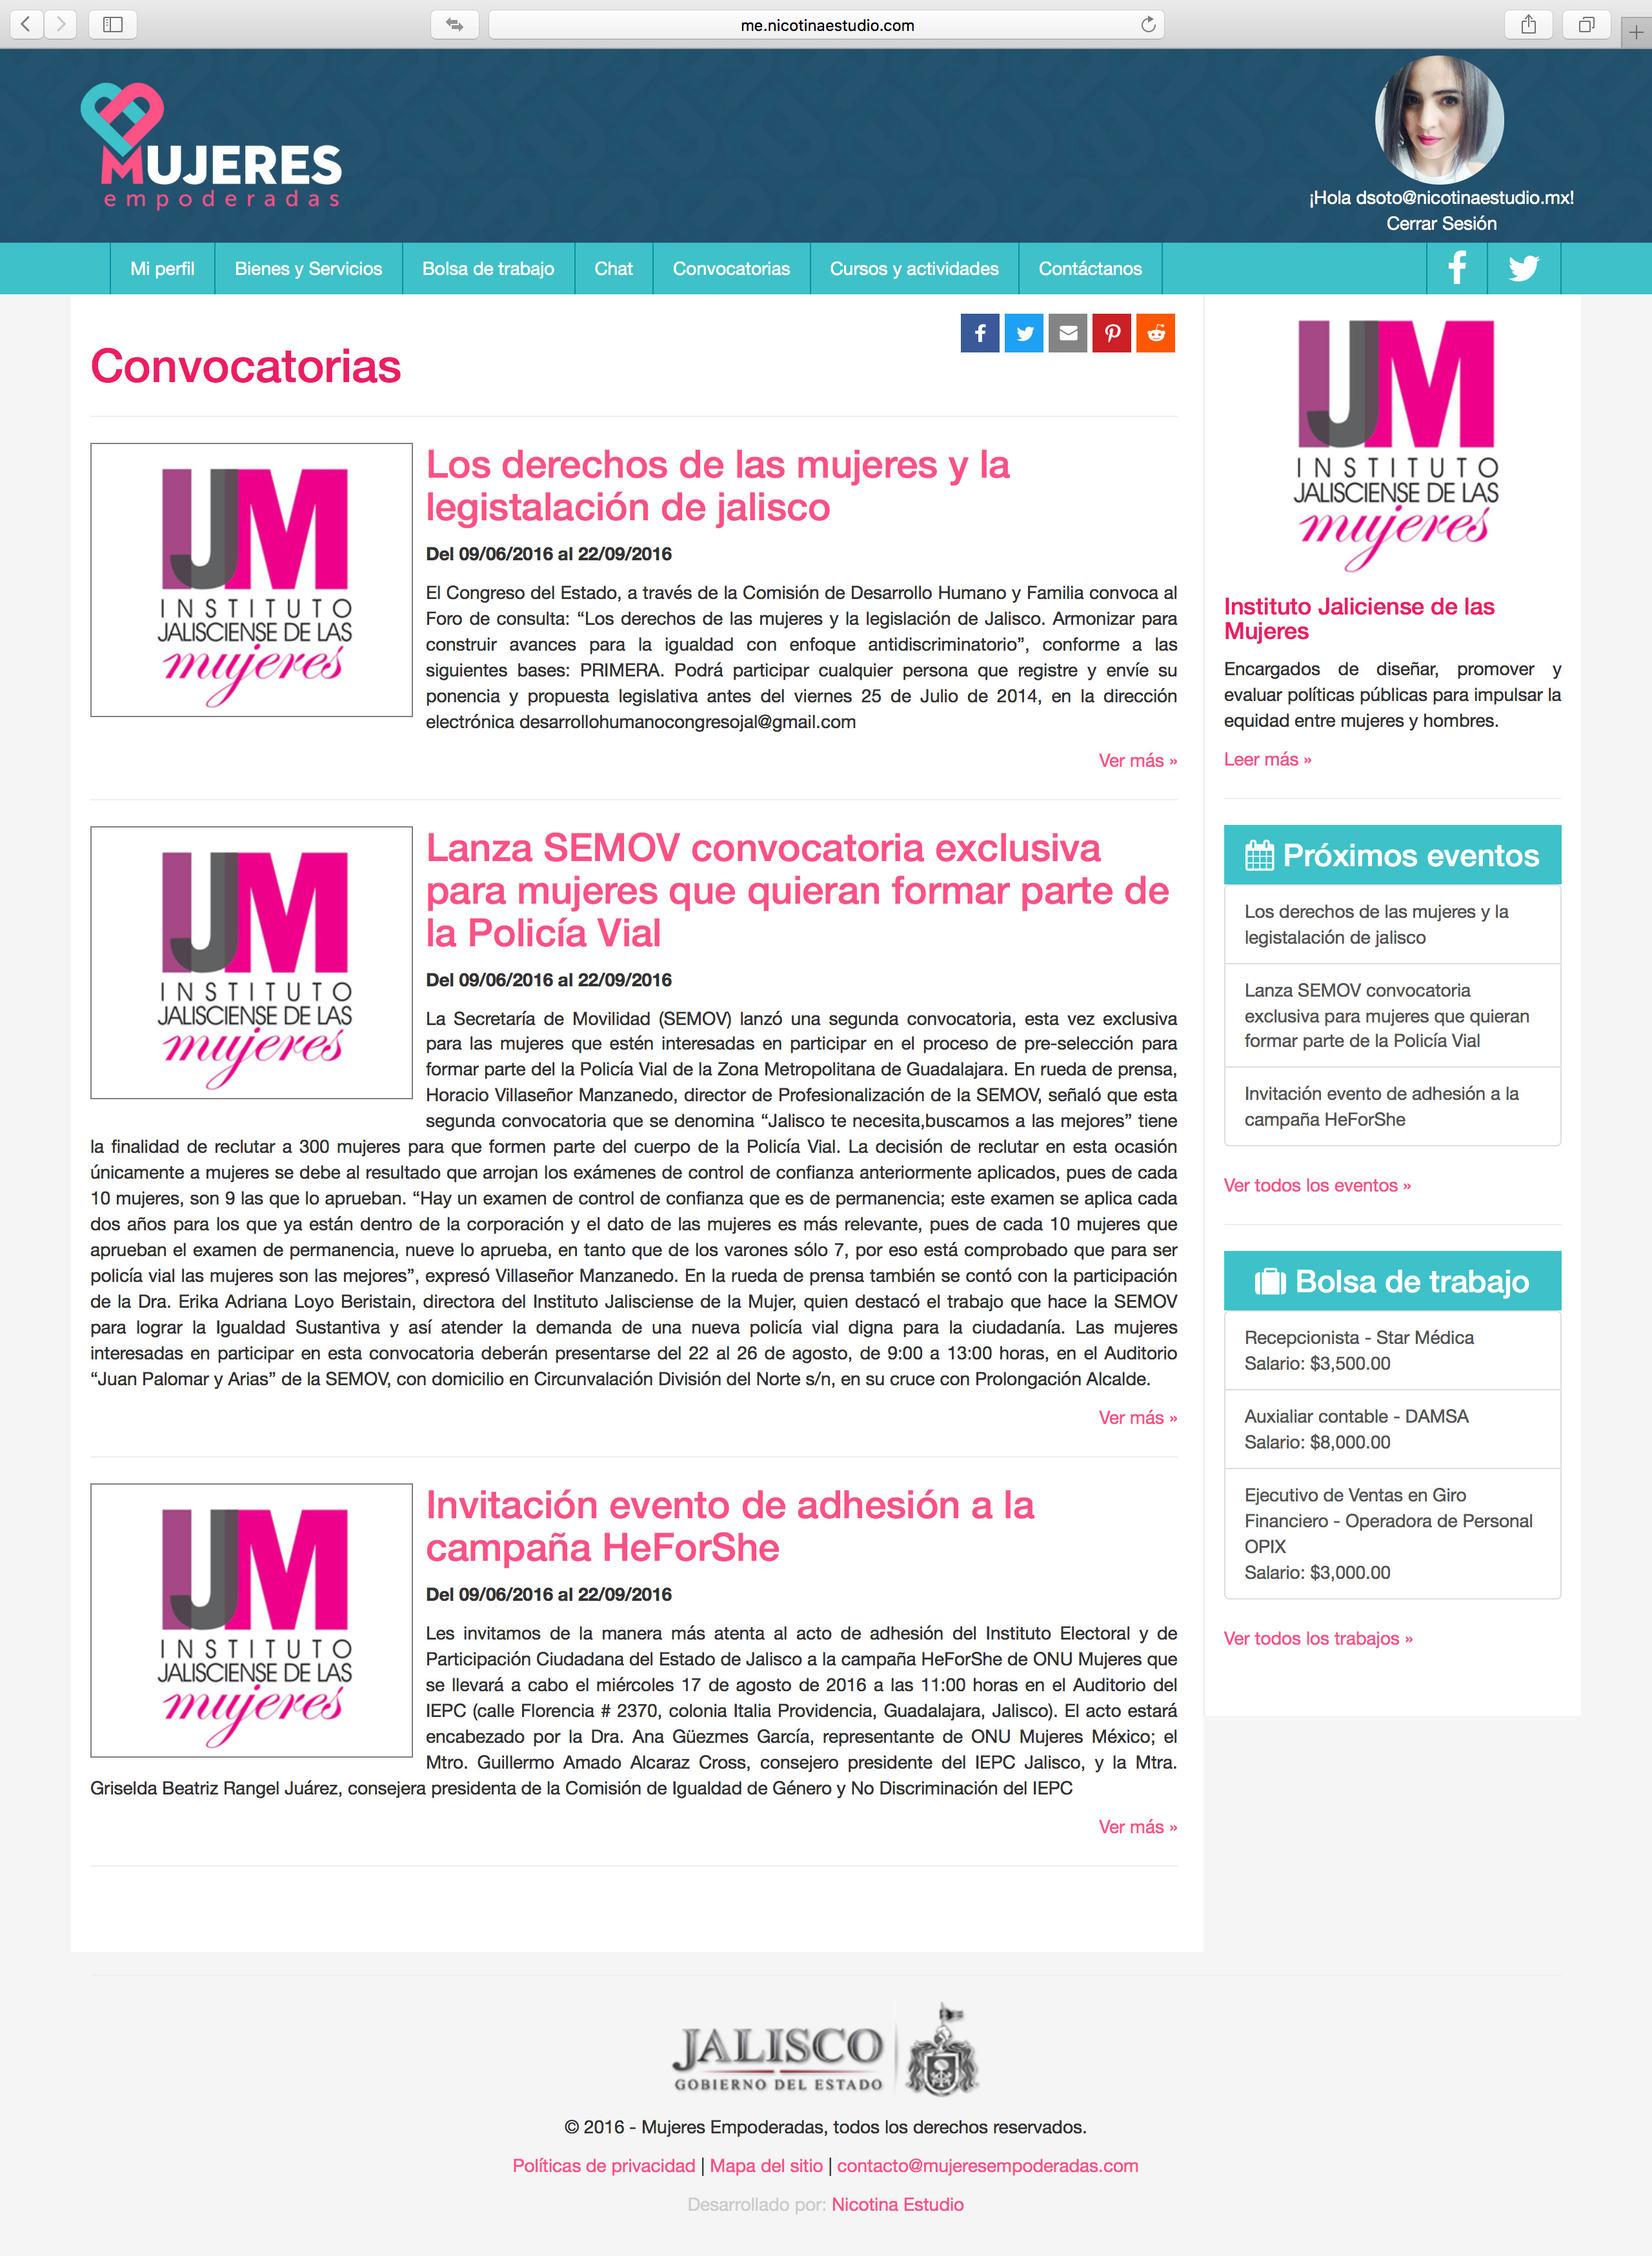 me.nicotinaestudio.com
MUJERES
empoderadas
¡Hola dsoto@nicotinaestudio.mx!
Cerrar Sesión
Mi perfil
Bienes y Servicios
Bolsa de trabajo
Chat
Convocatorias
Cursos y actividades
Contáctanos
Convocatorias
IJM
INSTITUTO
JALISCIENSE DE LAS
mujeres
Los derechos de las mujeres y la
legistalación de jalisco
Del 09/06/2016 al 22/09/2016
El Congreso del Estado, a través de la Comisión de Desarrollo Humano y Familia convoca al
Foro de consulta: “Los derechos de las mujeres y la legislación de Jalisco. Armonizar para
construir avances para la igualdad con enfoque antidiscriminatorio”, conforme a las
siguientes bases: PRIMERA. Podrá participar cualquier persona que registre y envíe su
ponencia y propuesta legislativa antes del viernes 25 de Julio de 2014, en la dirección
electrónica desarrollohumanocongresojal@gmail.com
Ver más »
IJM
INSTITUTO
JALISCIENSE DE LAS
mujeres
Lanza SEMOV convocatoria exclusiva
para mujeres que quieran formar parte de
la Policía Vial
Del 09/06/2016 al 22/09/2016
La Secretaría de Movilidad (SEMOV) lanzó una segunda convocatoria, esta vez exclusiva
para las mujeres que estén interesadas en participar en el proceso de pre-selección para
formar parte del la Policía Vial de la Zona Metropolitana de Guadalajara. En rueda de prensa,
Horacio Villaseñor Manzanedo, director de Profesionalización de la SEMOV, señaló que esta
segunda convocatoria que se denomina “Jalisco te necesita,buscamos a las mejores” tiene
la finalidad de reclutar a 300 mujeres para que formen parte del cuerpo de la Policía Vial. La decisión de reclutar en esta ocasión
únicamente a mujeres se debe al resultado que arrojan los exámenes de control de confianza anteriormente aplicados, pues de cada
10 mujeres, son 9 las que lo aprueban. “Hay un examen de control de confianza que es de permanencia; este examen se aplica cada
dos años para los que ya están dentro de la corporación y el dato de las mujeres es más relevante, pues de cada 10 mujeres que
aprueban el examen de permanencia, nueve lo aprueba, en tanto que de los varones sólo 7, por eso está comprobado que para ser
policía vial las mujeres son las mejores”, expresó Villaseñor Manzanedo. En la rueda de prensa también se contó con la participación
de la Dra. Erika Adriana Loyo Beristain, directora del Instituto Jalisciense de la Mujer, quien destacó el trabajo que hace la SEMOV
para lograr la Igualdad Sustantiva y así atender la demanda de una nueva policía vial digna para la ciudadanía. Las mujeres
interesadas en participar en esta convocatoria deberán presentarse del 22 al 26 de agosto, de 9:00 a 13:00 horas, en el Auditorio
“Juan Palomar y Arias” de la SEMOV, con domicilio en Circunvalación División del Norte s/n, en su cruce con Prolongación Alcalde.
Ver más »
IJM
INSTITUTO
JALISCIENSE DE LAS
mujeres
Invitación evento de adhesión a la
campaña HeForShe
Del 09/06/2016 al 22/09/2016
Les invitamos de la manera más atenta al acto de adhesión del Instituto Electoral y de
Participación Ciudadana del Estado de Jalisco a la campaña HeForShe de ONU Mujeres que
se llevará a cabo el miércoles 17 de agosto de 2016 a las 11:00 horas en el Auditorio del
IEPC (calle Florencia # 2370, colonia Italia Providencia, Guadalajara, Jalisco). El acto estará
encabezado por la Dra. Ana Güezmes García, representante de ONU Mujeres México; el
Mtro. Guillermo Amado Alcaraz Cross, consejero presidente del IEPC Jalisco, y la Mtra.
Griselda Beatriz Rangel Juárez, consejera presidenta de la Comisión de Igualdad de Género y No Discriminación del IEPC
Ver más »
IJM
INSTITUTO
JALISCIENSE DE LAS
mujeres
Instituto Jaliciense de las
Mujeres
Encargados de diseñar, promover y
evaluar políticas públicas para impulsar la
equidad entre mujeres y hombres.
Leer más »
Próximos eventos
Los derechos de las mujeres y la
legistalación de jalisco
Lanza SEMOV convocatoria
exclusiva para mujeres que quieran
formar parte de la Policía Vial
Invitación evento de adhesión a la
campaña HeForShe
Ver todos los eventos »
Bolsa de trabajo
Recepcionista - Star Médica
Salario: $3,500.00
Auxialiar contable - DAMSA
Salario: $8,000.00
Ejecutivo de Ventas en Giro
Financiero - Operadora de Personal
OPIX
Salario: $3,000.00
Ver todos los trabajos »
JALISCO
GOBIERNO DEL ESTADO
© 2016 - Mujeres Empoderadas, todos los derechos reservados.
Políticas de privacidad | Mapa del sitio | contacto@mujeresempoderadas.com
Desarrollado por: Nicotina Estudio